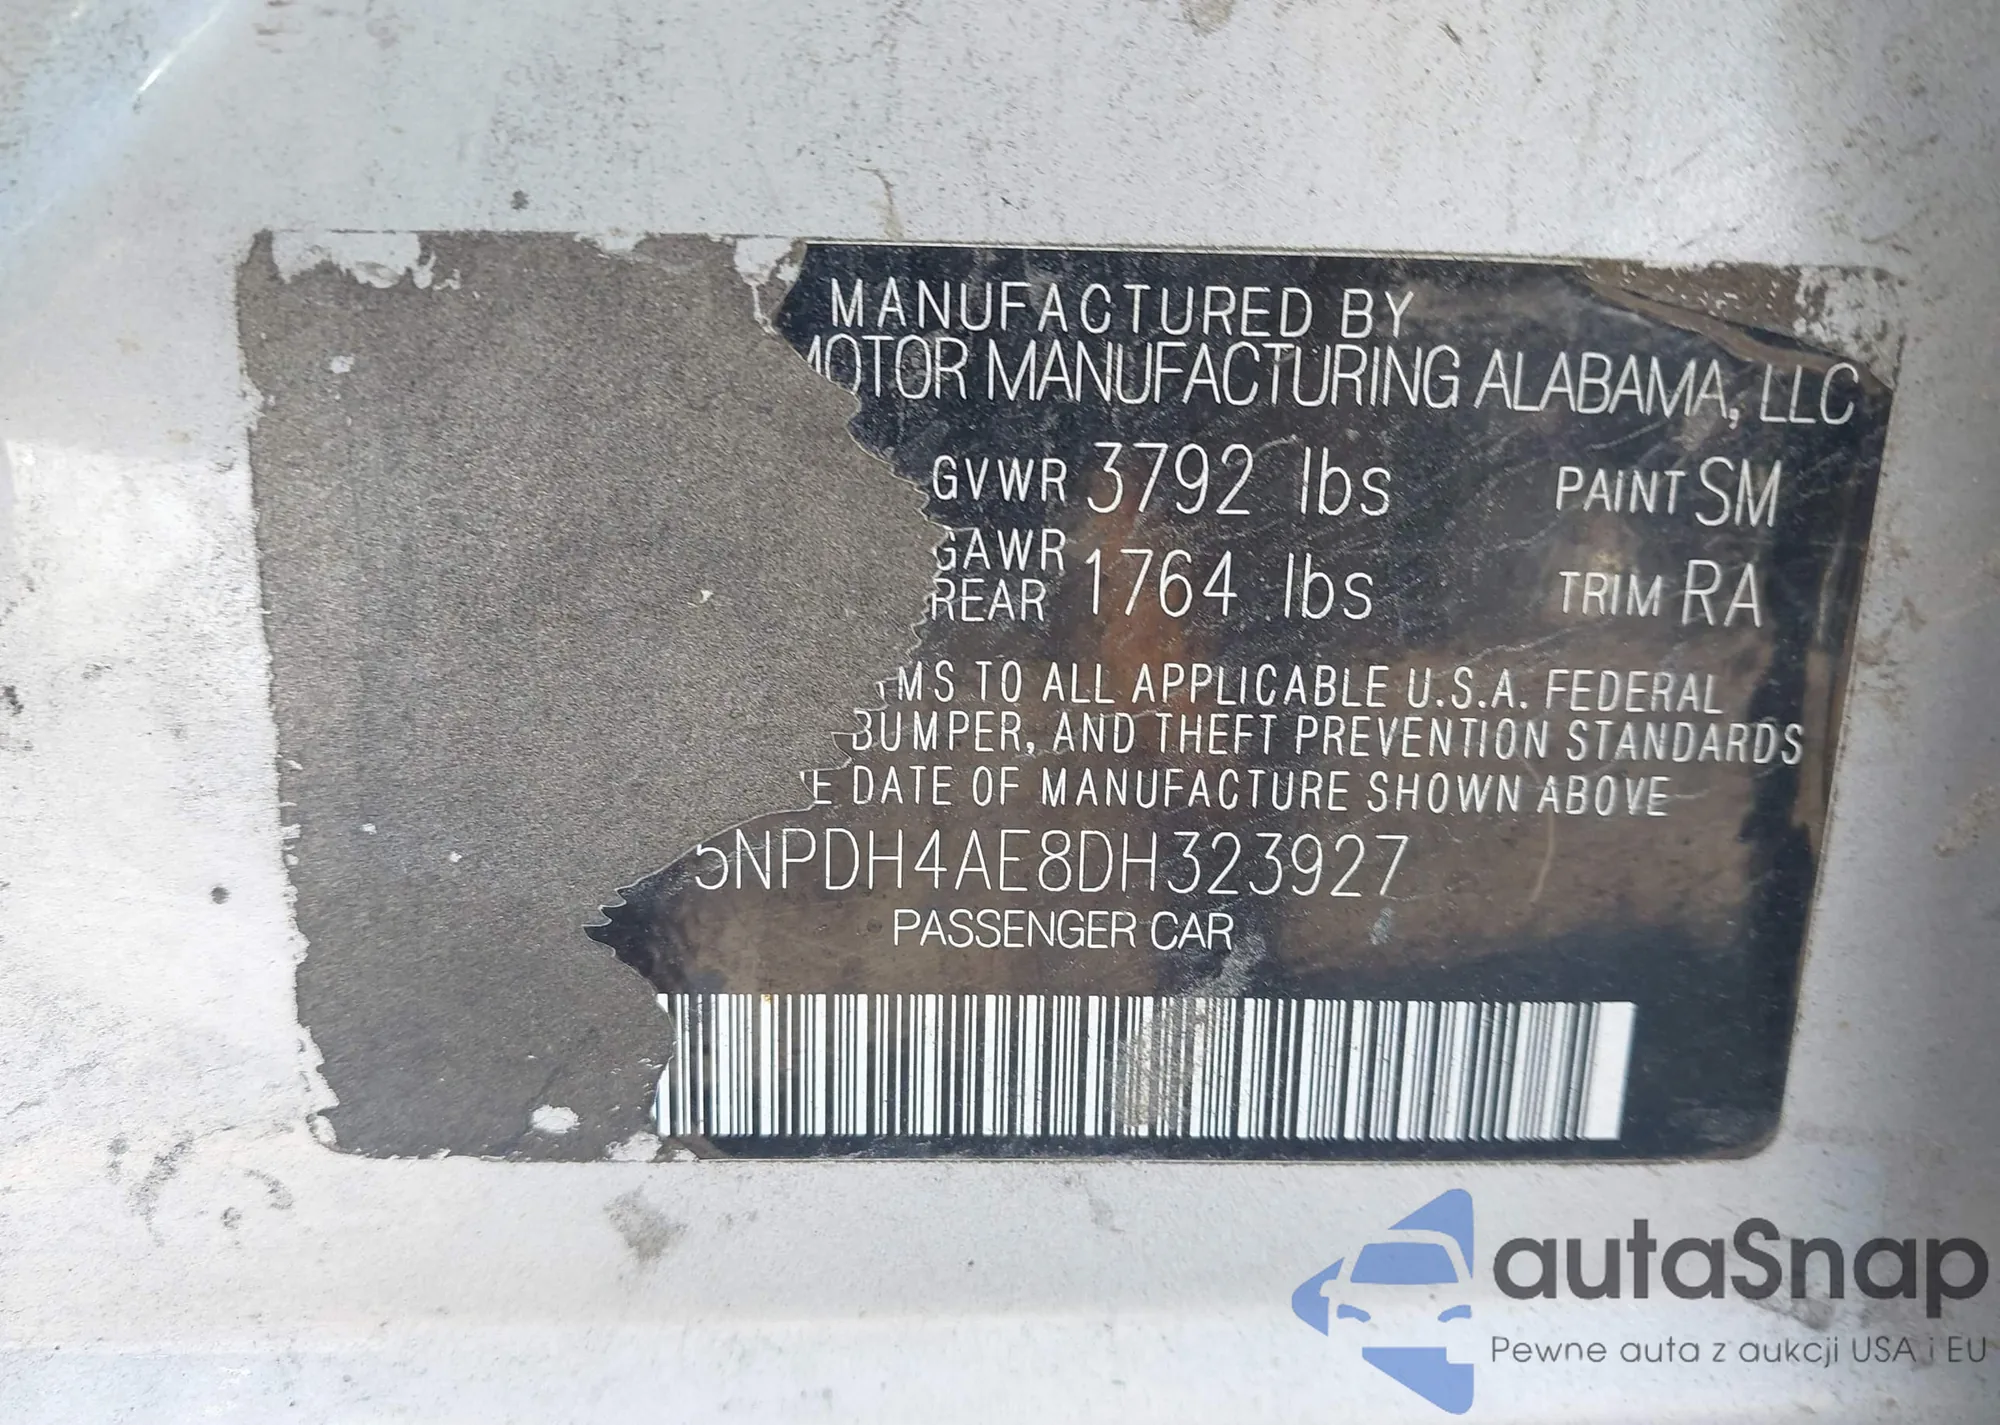 MANUFACTURED BY
MOTOR MANUFACTURING ALABAMA, LLC
GVWR 3792 lbs PAINT SM
GAWR
REAR 1764 lbs TRIM RA
MS TO ALL APPLICABLE U.S.A. FEDERAL
BUMPER, AND THEFT PREVENTION STANDARDS
E DATE OF MANUFACTURE SHOWN ABOVE
5NPDH4AE8DH323927
PASSENGER CAR
autaSnap
Pewne auta z aukcji USA i EU